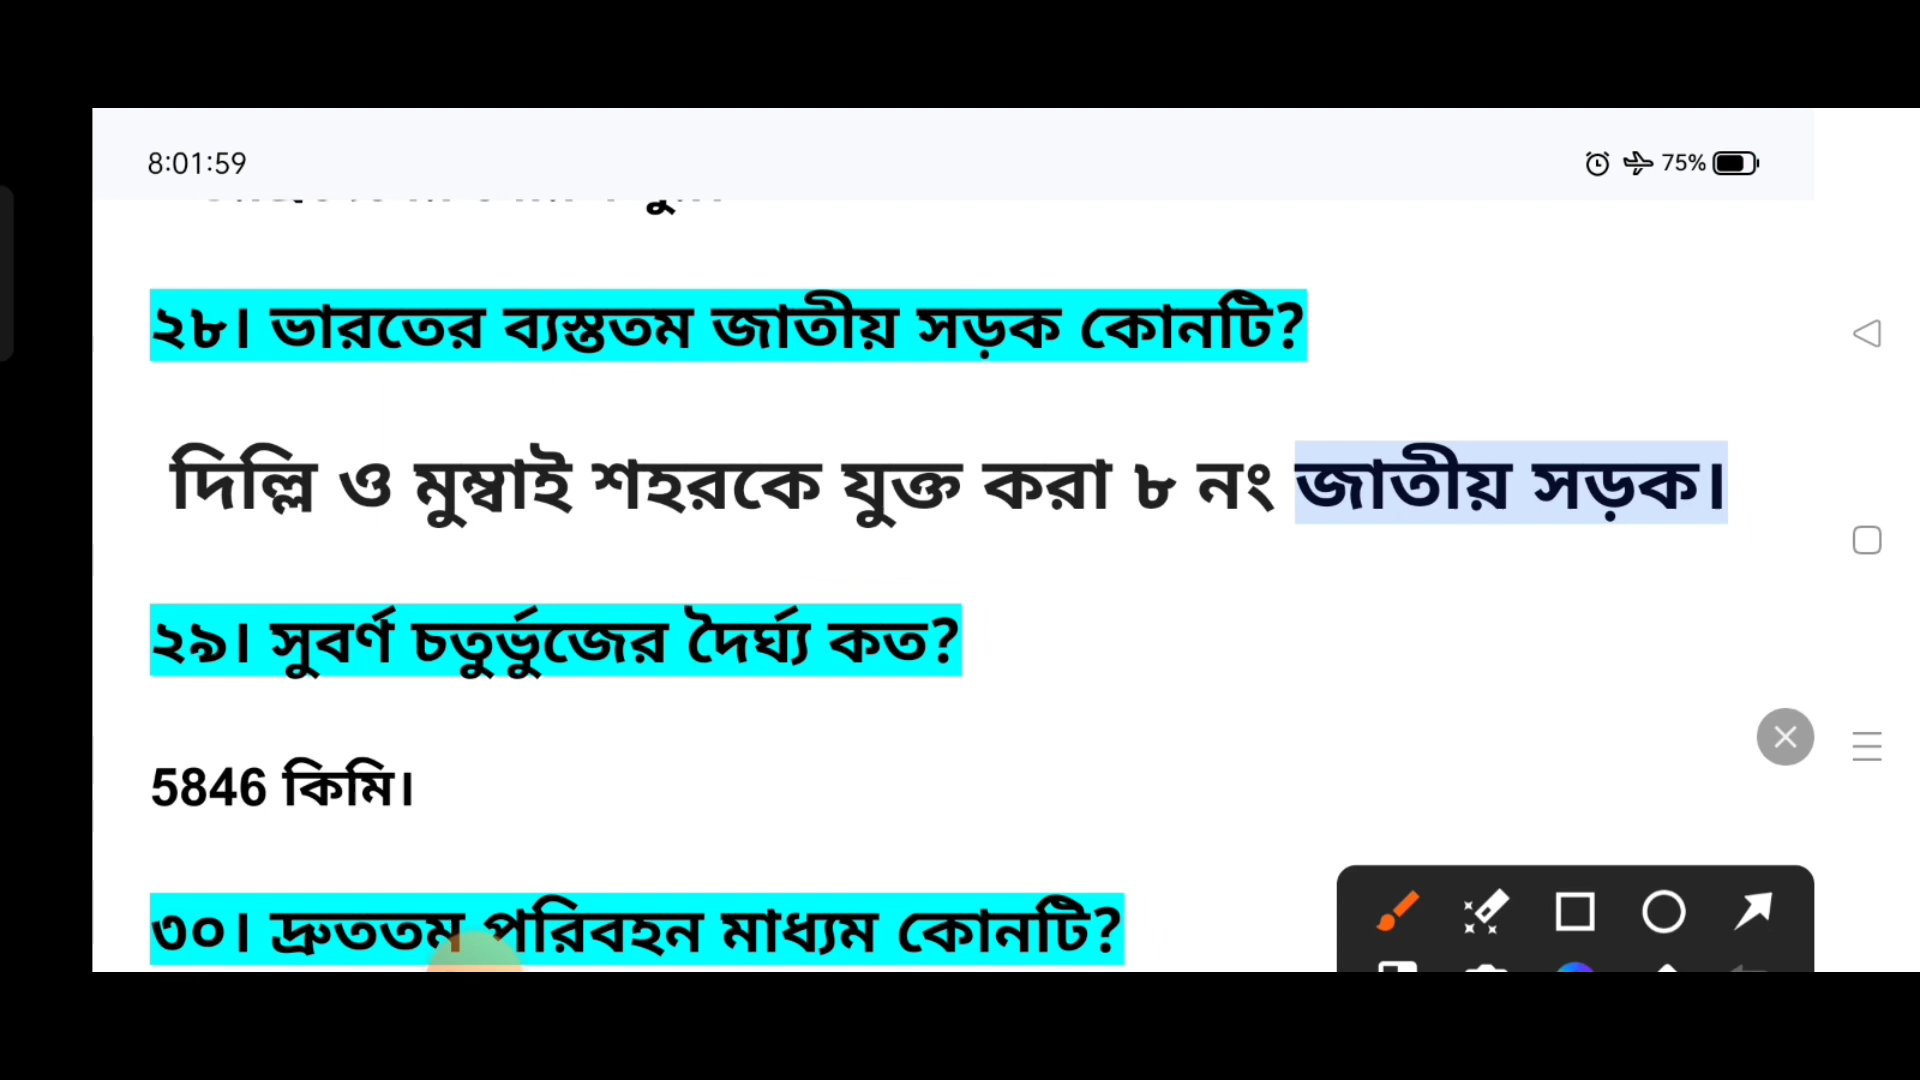 8:01:59
75%
২৮। ভারতের ব্যস্ততম জাতীয় সড়ক কোনটি?
দিল্লি ও মুম্বাই শহরকে যুক্ত করা ৮ নং জাতীয় সড়ক।
২৯। সুবর্ণ চতুর্ভুজের দৈর্ঘ্য কত?
5846 কিমি।
৩০। দ্রুততম পরিবহন মাধ্যম কোনটি?